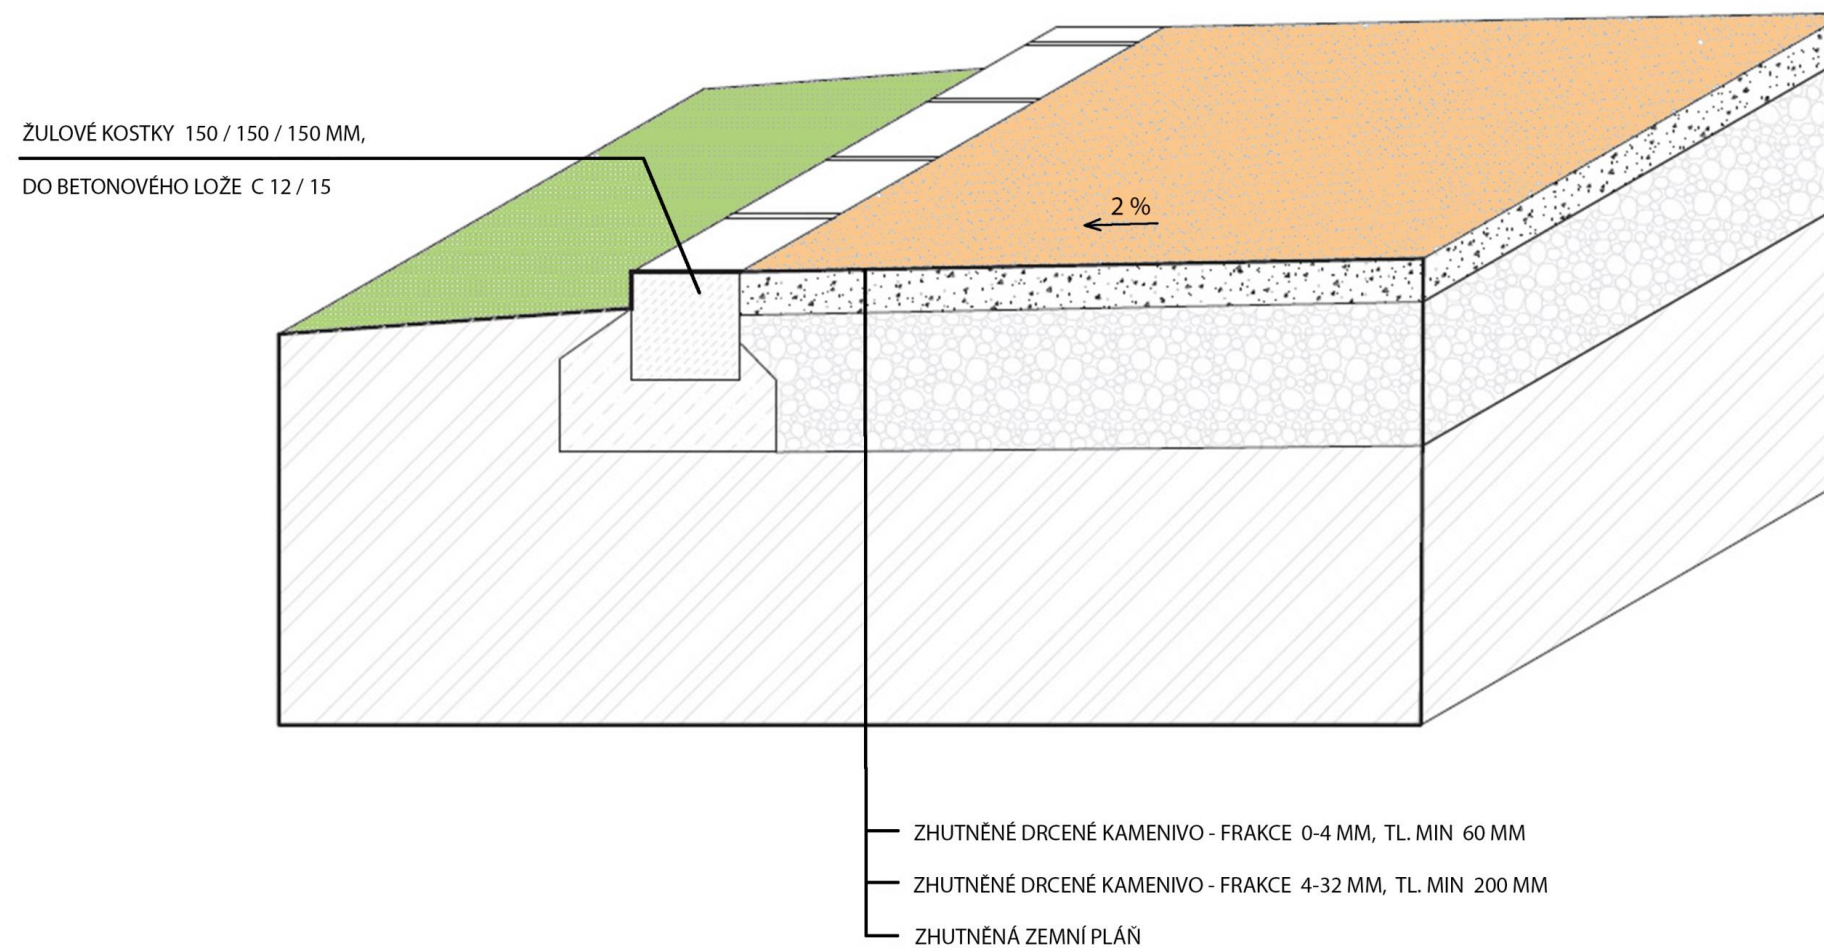 ŽULOVÉ KOSTKY 150 / 150 / 150 MM,
DO BETONOVÉHO LOŽE C 12 / 15
2 %
ZHUTNĚNÉ DRCENÉ KAMENIVO - FRAKCE 0-4 MM, TL. MIN 60 MM
ZHUTNĚNÉ DRCENÉ KAMENIVO - FRAKCE 4-32 MM, TL. MIN 200 MM
ZHUTNĚNÁ ZEMNÍ PLÁŇ